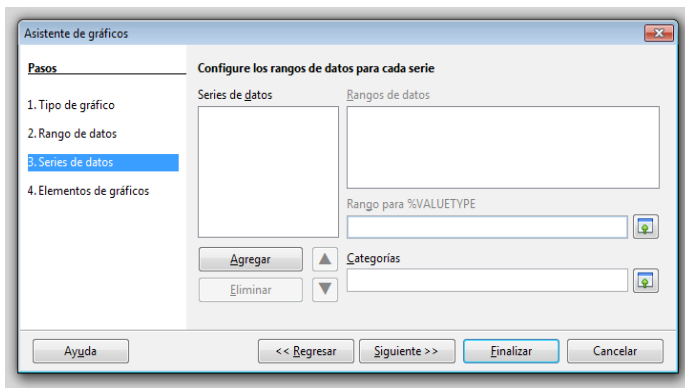 Asistente de gráficos
Pasos
1. Tipo de gráfico
2. Rango de datos
3. Series de datos
4. Elementos de gráficos
Configure los rangos de datos para cada serie
Series de datos
Rangos de datos
Rango para %VALUETYPE
Agregar
Categorías
Eliminar
Ayuda
<< Regresar
Siguiente >>
Finalizar
Cancelar